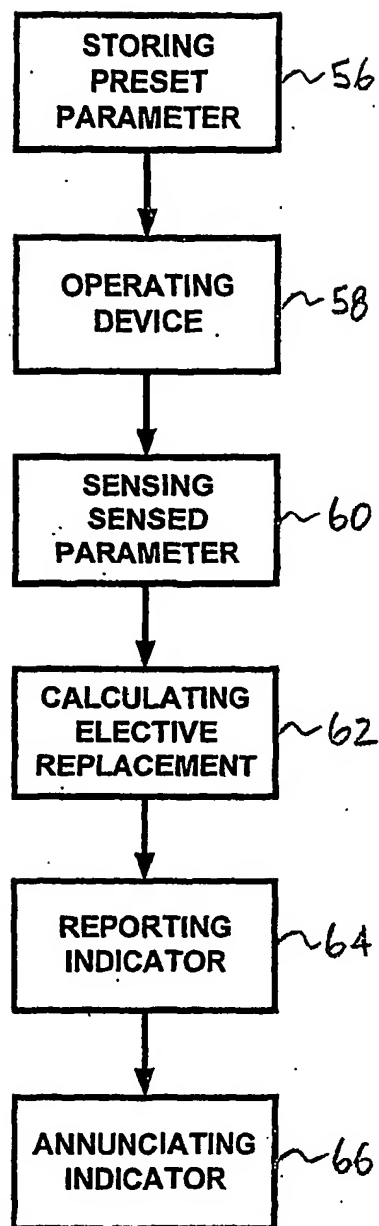 STORING
PRESET
PARAMETER
56
OPERATING
DEVICE
58
SENSING
SENSED
PARAMETER
60
CALCULATING
ELECTIVE
REPLACEMENT
62
REPORTING
INDICATOR
64
ANNUNCIATING
INDICATOR
66